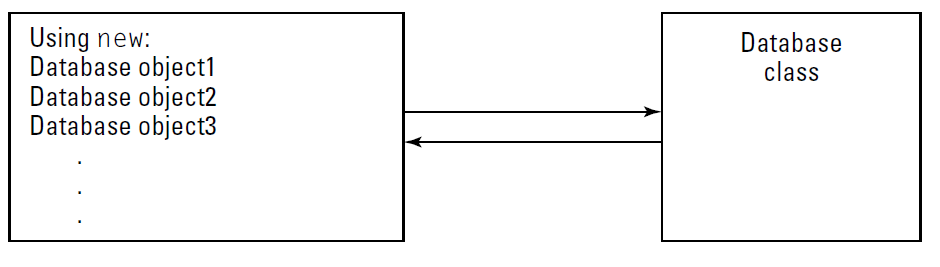 Using new:
Database object1
Database object2
Database object3
.
.
.
Database
class